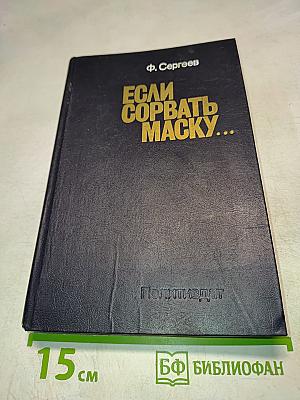 Ф. Сергеев
ЕСЛИ
СОРВАТЬ
МАСКУ...
Политиздат
15 см
БФ БИБЛИОФАН